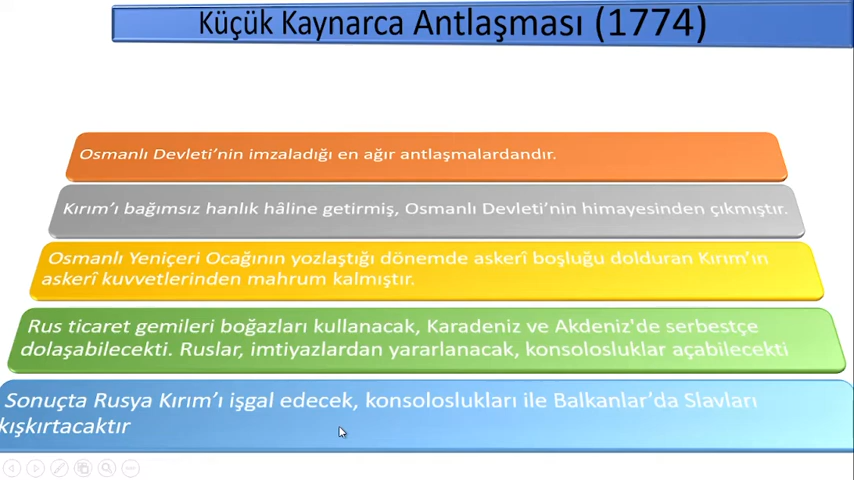 Küçük Kaynarca Antlaşması (1774)
Osmanlı Devleti’nin imzaladığı en ağır antlaşmalardandır.
Kırım’ı bağımsız hanlık hâline getirmiş, Osmanlı Devleti’nin himayesinden çıkmıştır.
Osmanlı Yeniçeri Ocağının yozlaştığı dönemde askerî boşluğu dolduran Kırım’ın
askerî kuvvetlerinden mahrum kalmıştır.
Rus ticaret gemileri boğazları kullanacak, Karadeniz ve Akdeniz'de serbestçe
dolaşabilecekti. Ruslar, imtiyazlardan yararlanacak, konsolosluklar açabilecekti
Sonuçta Rusya Kırım’ı işgal edecek, konsoloslukları ile Balkanlar’da Slavları
kışkırtacaktır